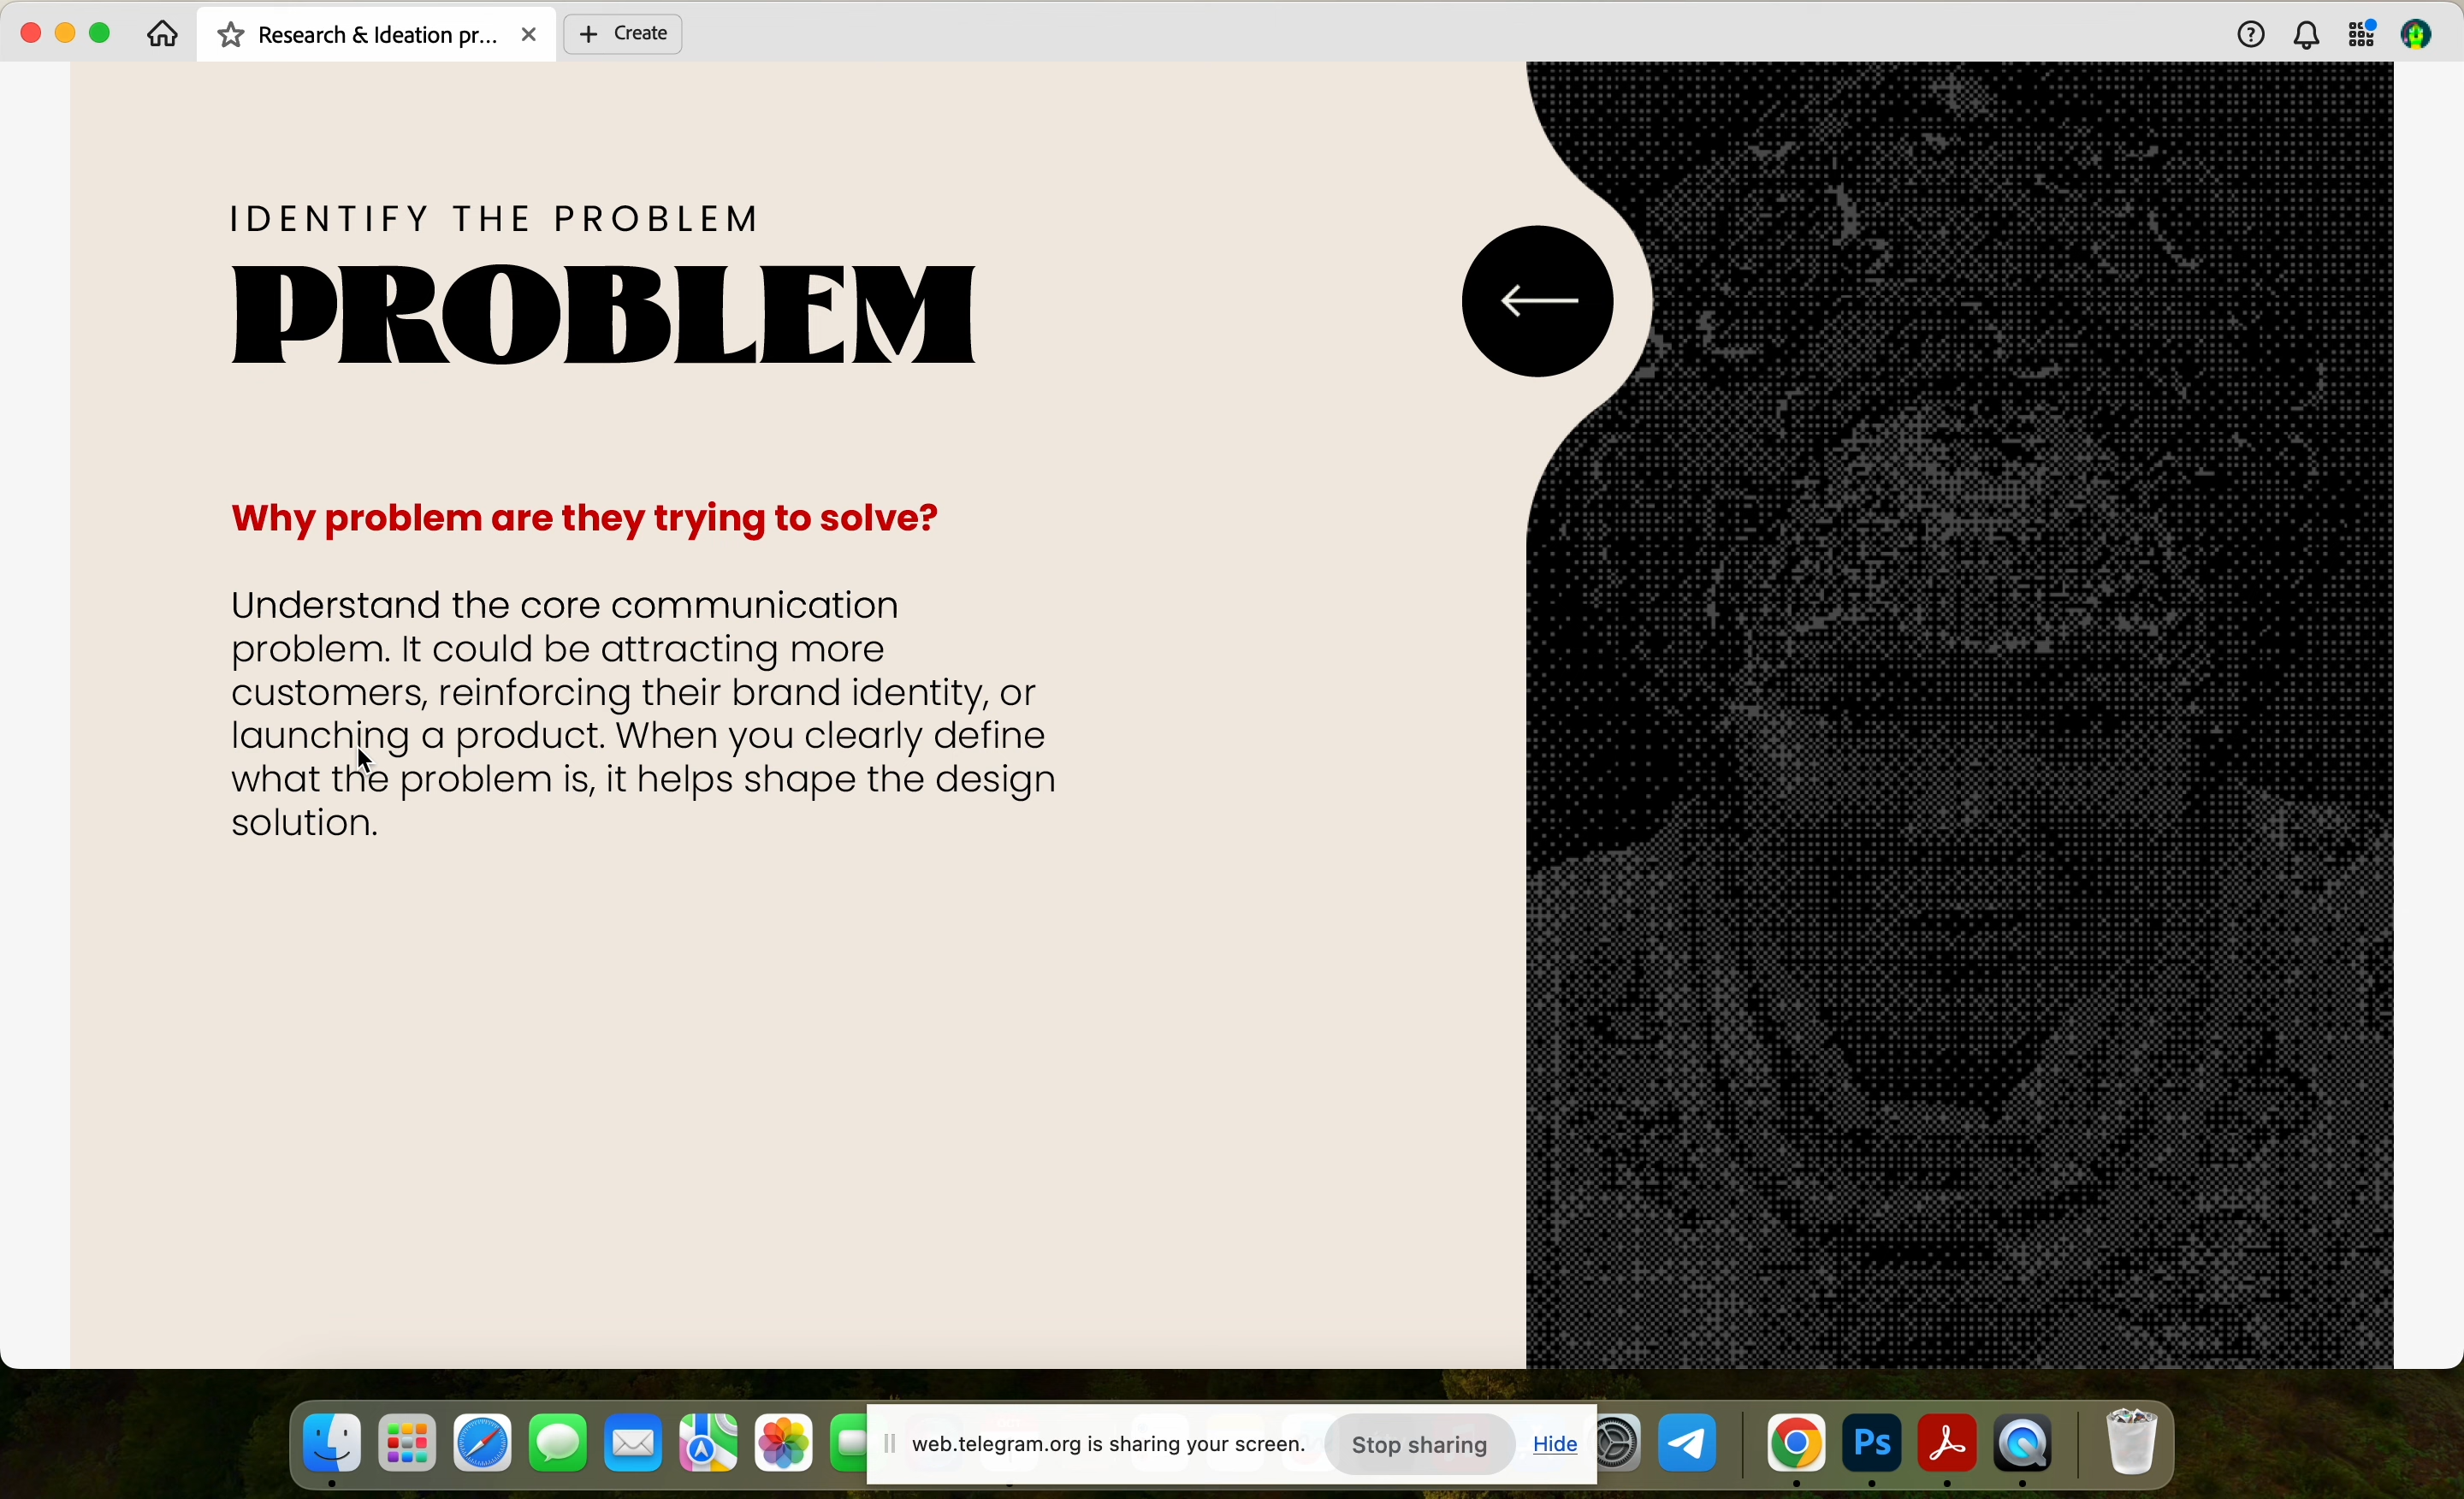 Research & Ideation pr...
Create
IDENTIFY THE PROBLEM
PROBLEM
Why problem are they trying to solve?
Understand the core communication
problem. It could be attracting more
customers, reinforcing their brand identity, or
launching a product. When you clearly define
what the problem is, it helps shape the design
solution.
web.telegram.org is sharing your screen.
Stop sharing
Hide
Ps